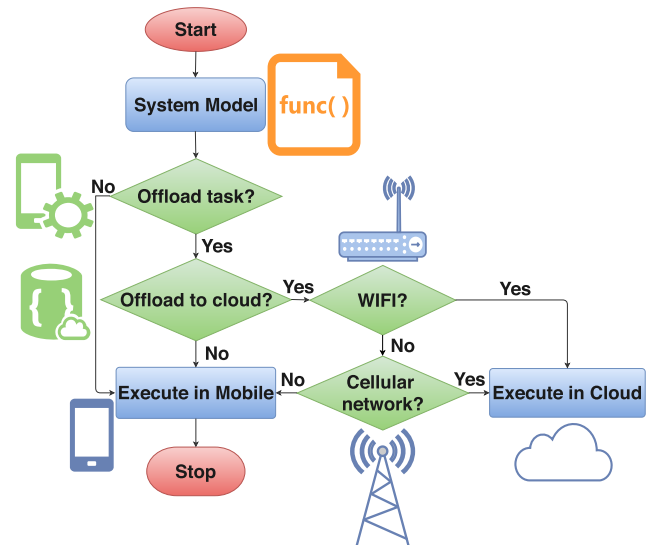 Start
System Model
func( )
Offload task?
No
Yes
Offload to cloud?
Yes
WIFI?
Yes
No
No
Execute in Mobile
No
Cellular
network?
Yes
Execute in Cloud
Stop
{ }